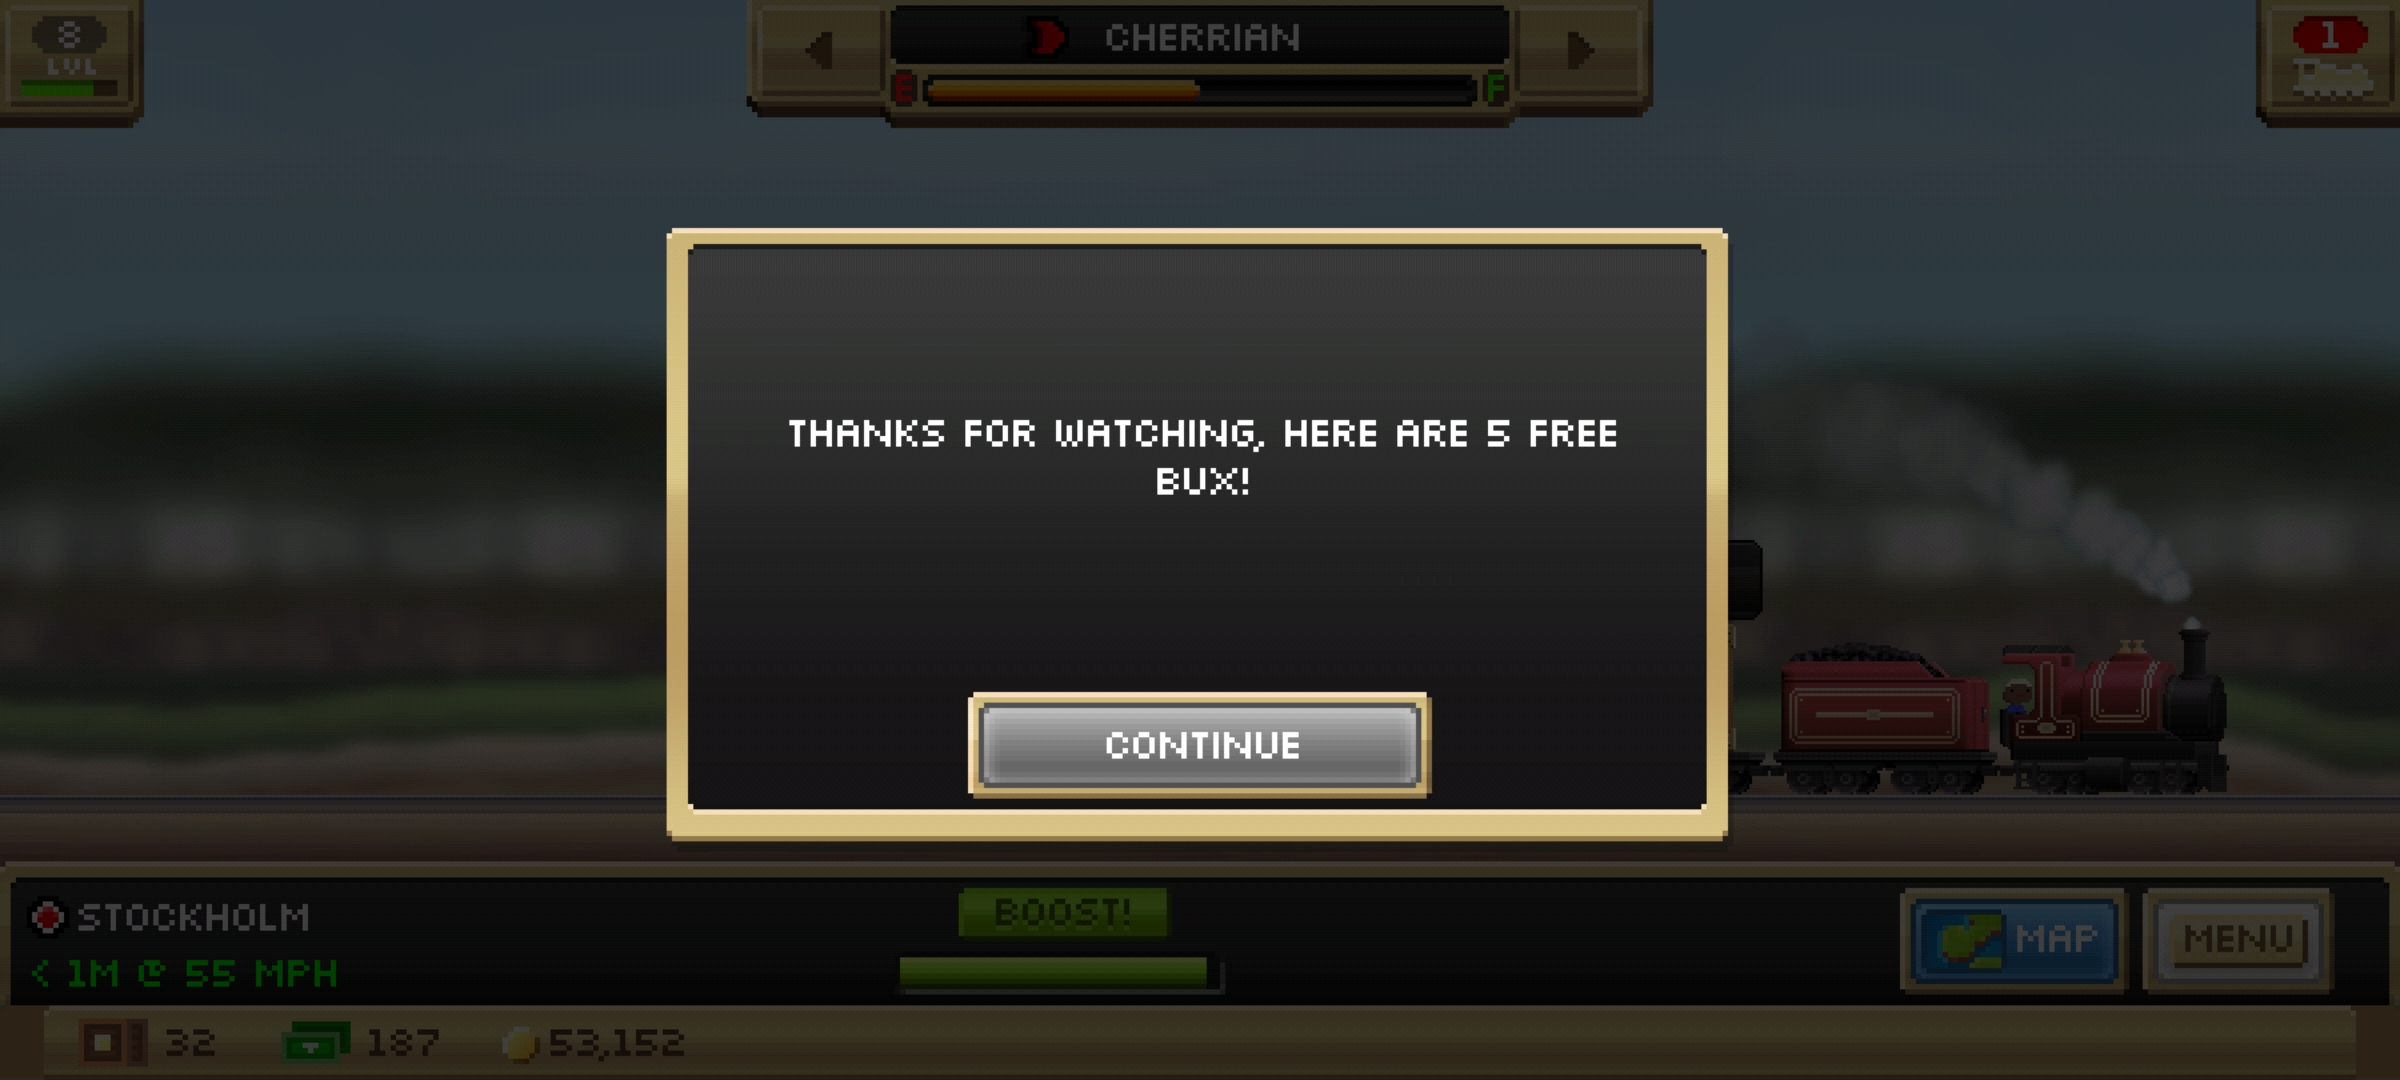 8
LVL
CHERRIAN
E F
1
THANKS FOR WATCHING, HERE ARE 5 FREE
BUX!
CONTINUE
STOCKHOLM
< 1M @ 55 MPH
BOOST!
MAP
MENU
32 187 53,152